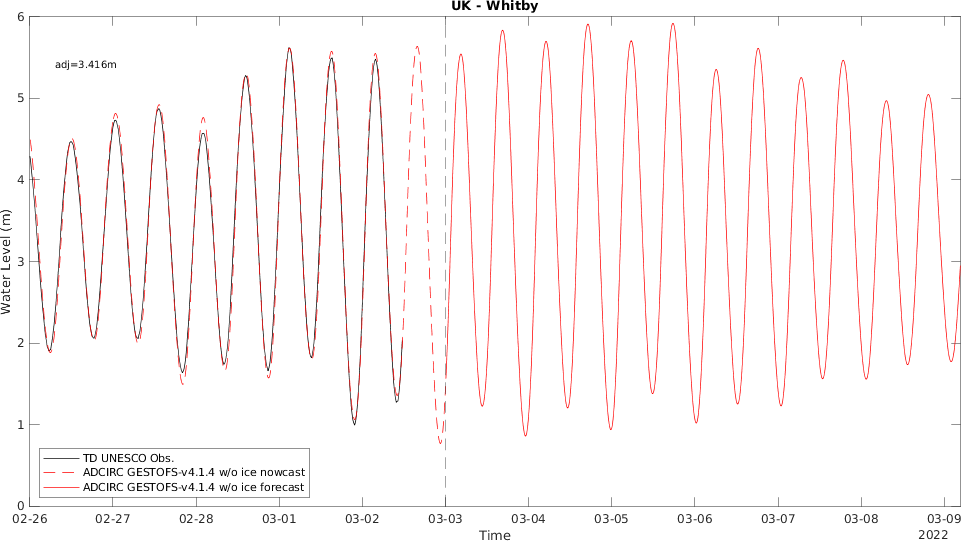 UK - Whitby
adj=3.416m
6
5
4
3
2
1
0
Water Level (m)
TD UNESCO Obs.
ADCIRC GESTOFS-v4.1.4 w/o ice nowcast
ADCIRC GESTOFS-v4.1.4 w/o ice forecast
02-26 02-27 02-28 03-01 03-02 03-03 03-04 03-05 03-06 03-07 03-08 03-09
Time
2022